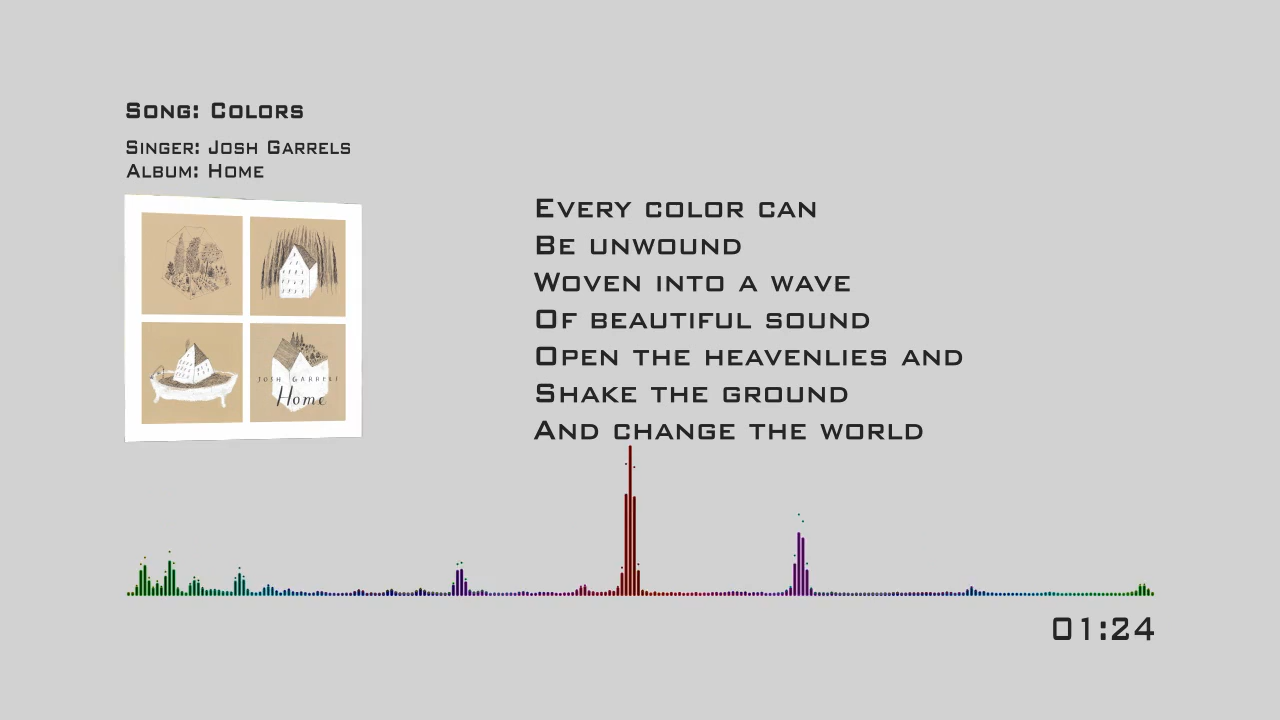 Song: Colors
Singer: Josh Garrels
Album: Home
JOSH GARRELS
Home
Every color can
Be unwound
Woven into a wave
Of beautiful sound
Open the heavenlies and
Shake the ground
And change the world
01:24